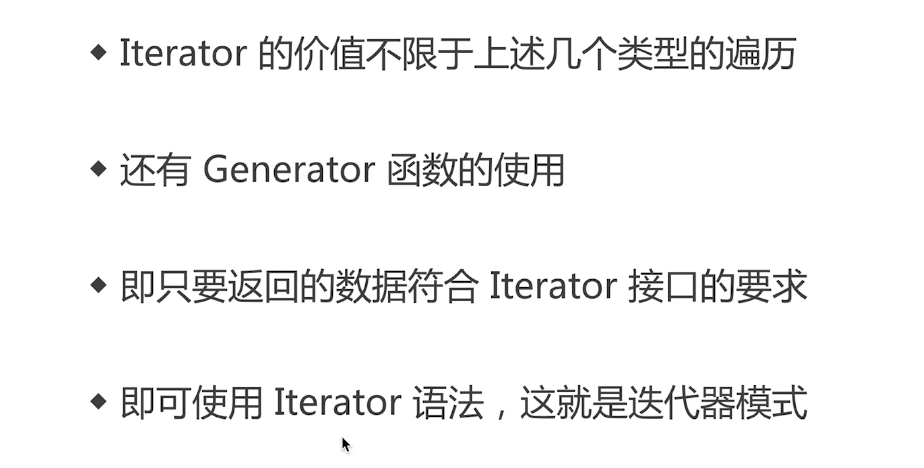 ◆ Iterator 的价值不限于上述几个类型的遍历
◆ 还有 Generator 函数的使用
◆ 即只要返回的数据符合 Iterator 接口的要求
◆ 即可使用 Iterator 语法，这就是迭代器模式